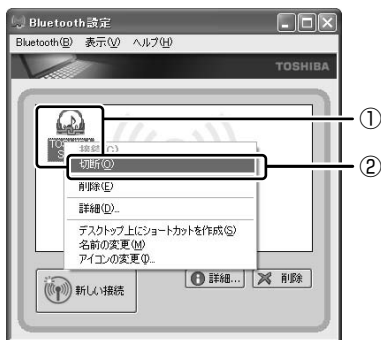 Bluetooth設定
Bluetooth(B) 表示(V) ヘルプ(H)
TOSHIBA
①
接続(C)
切断(O)
②
削除(E)
詳細(D)...
デスクトップ上にショートカットを作成(S)
名前の変更(M)
アイコンの変更(I)...
新しい接続
詳細...
削除